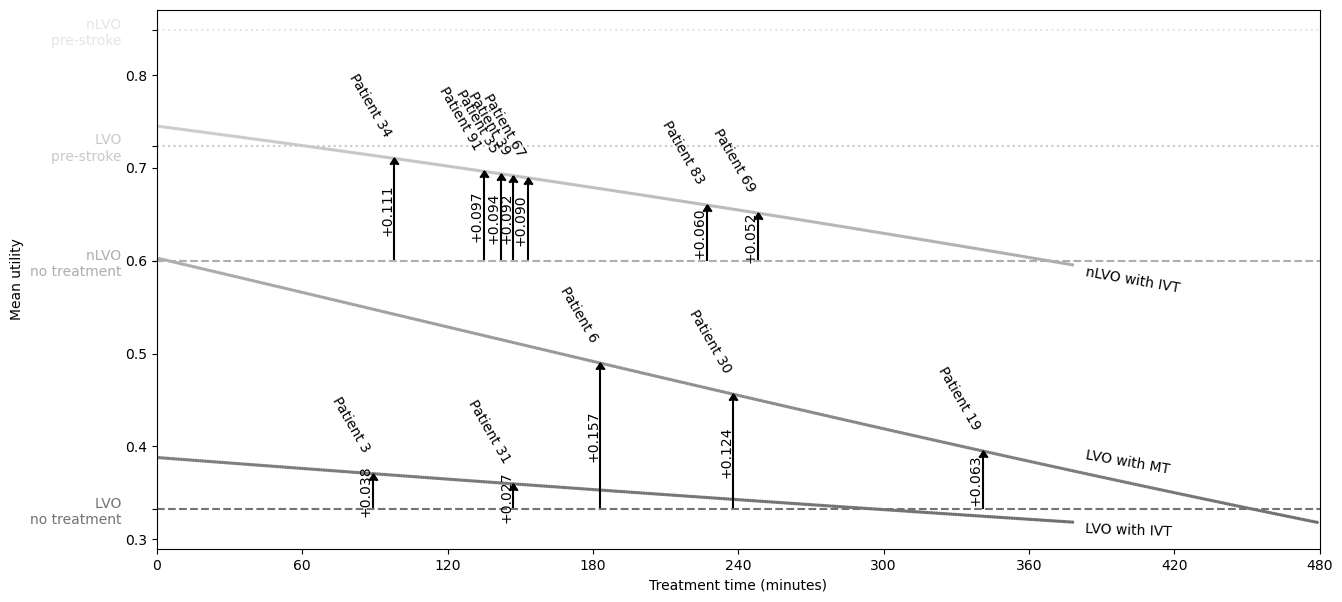 nLVO
pre-stroke
0.8
Patient 34
Patient 91
Patient 35
Patient 39
Patient 67
LVO
pre-stroke
0.7
Patient 83
Patient 69
+0.111
+0.097
+0.094
+0.092
+0.090
+0.060
+0.052
nLVO
no treatment
0.6
nLVO with IVT
Mean utility
Patient 6
Patient 30
0.5
Patient 3
Patient 31
Patient 19
+0.157
+0.124
0.4
LVO with MT
+0.038
+0.027
+0.063
LVO
no treatment
LVO with IVT
0.3
0 60 120 180 240 300 360 420 480
Treatment time (minutes)